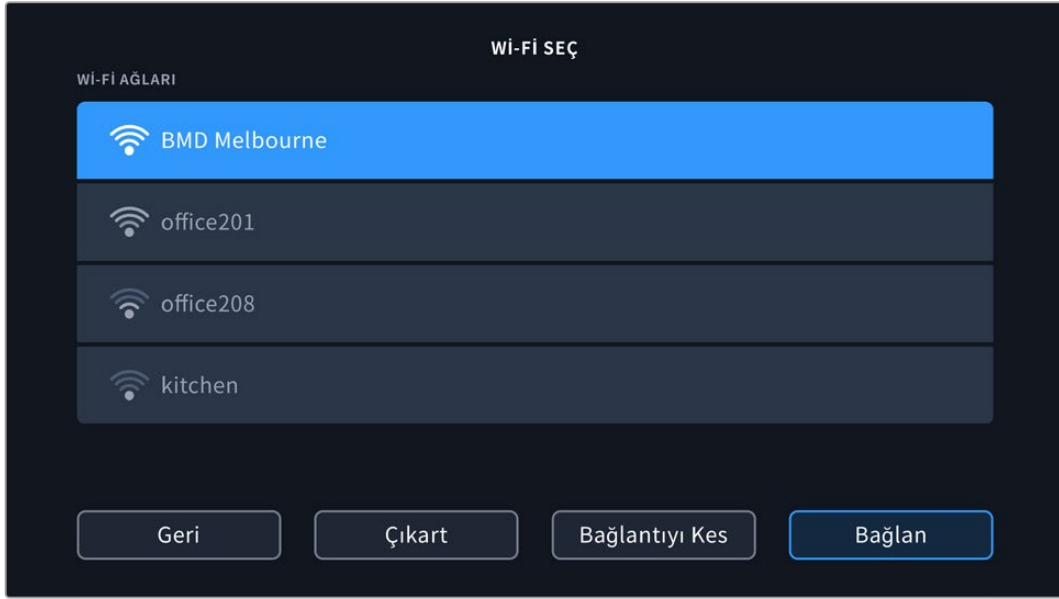 Wİ-Fİ SEÇ
Wİ-Fİ AĞLARI
BMD Melbourne
office201
office208
kitchen
Geri Çıkart Bağlantıyı Kes Bağlan